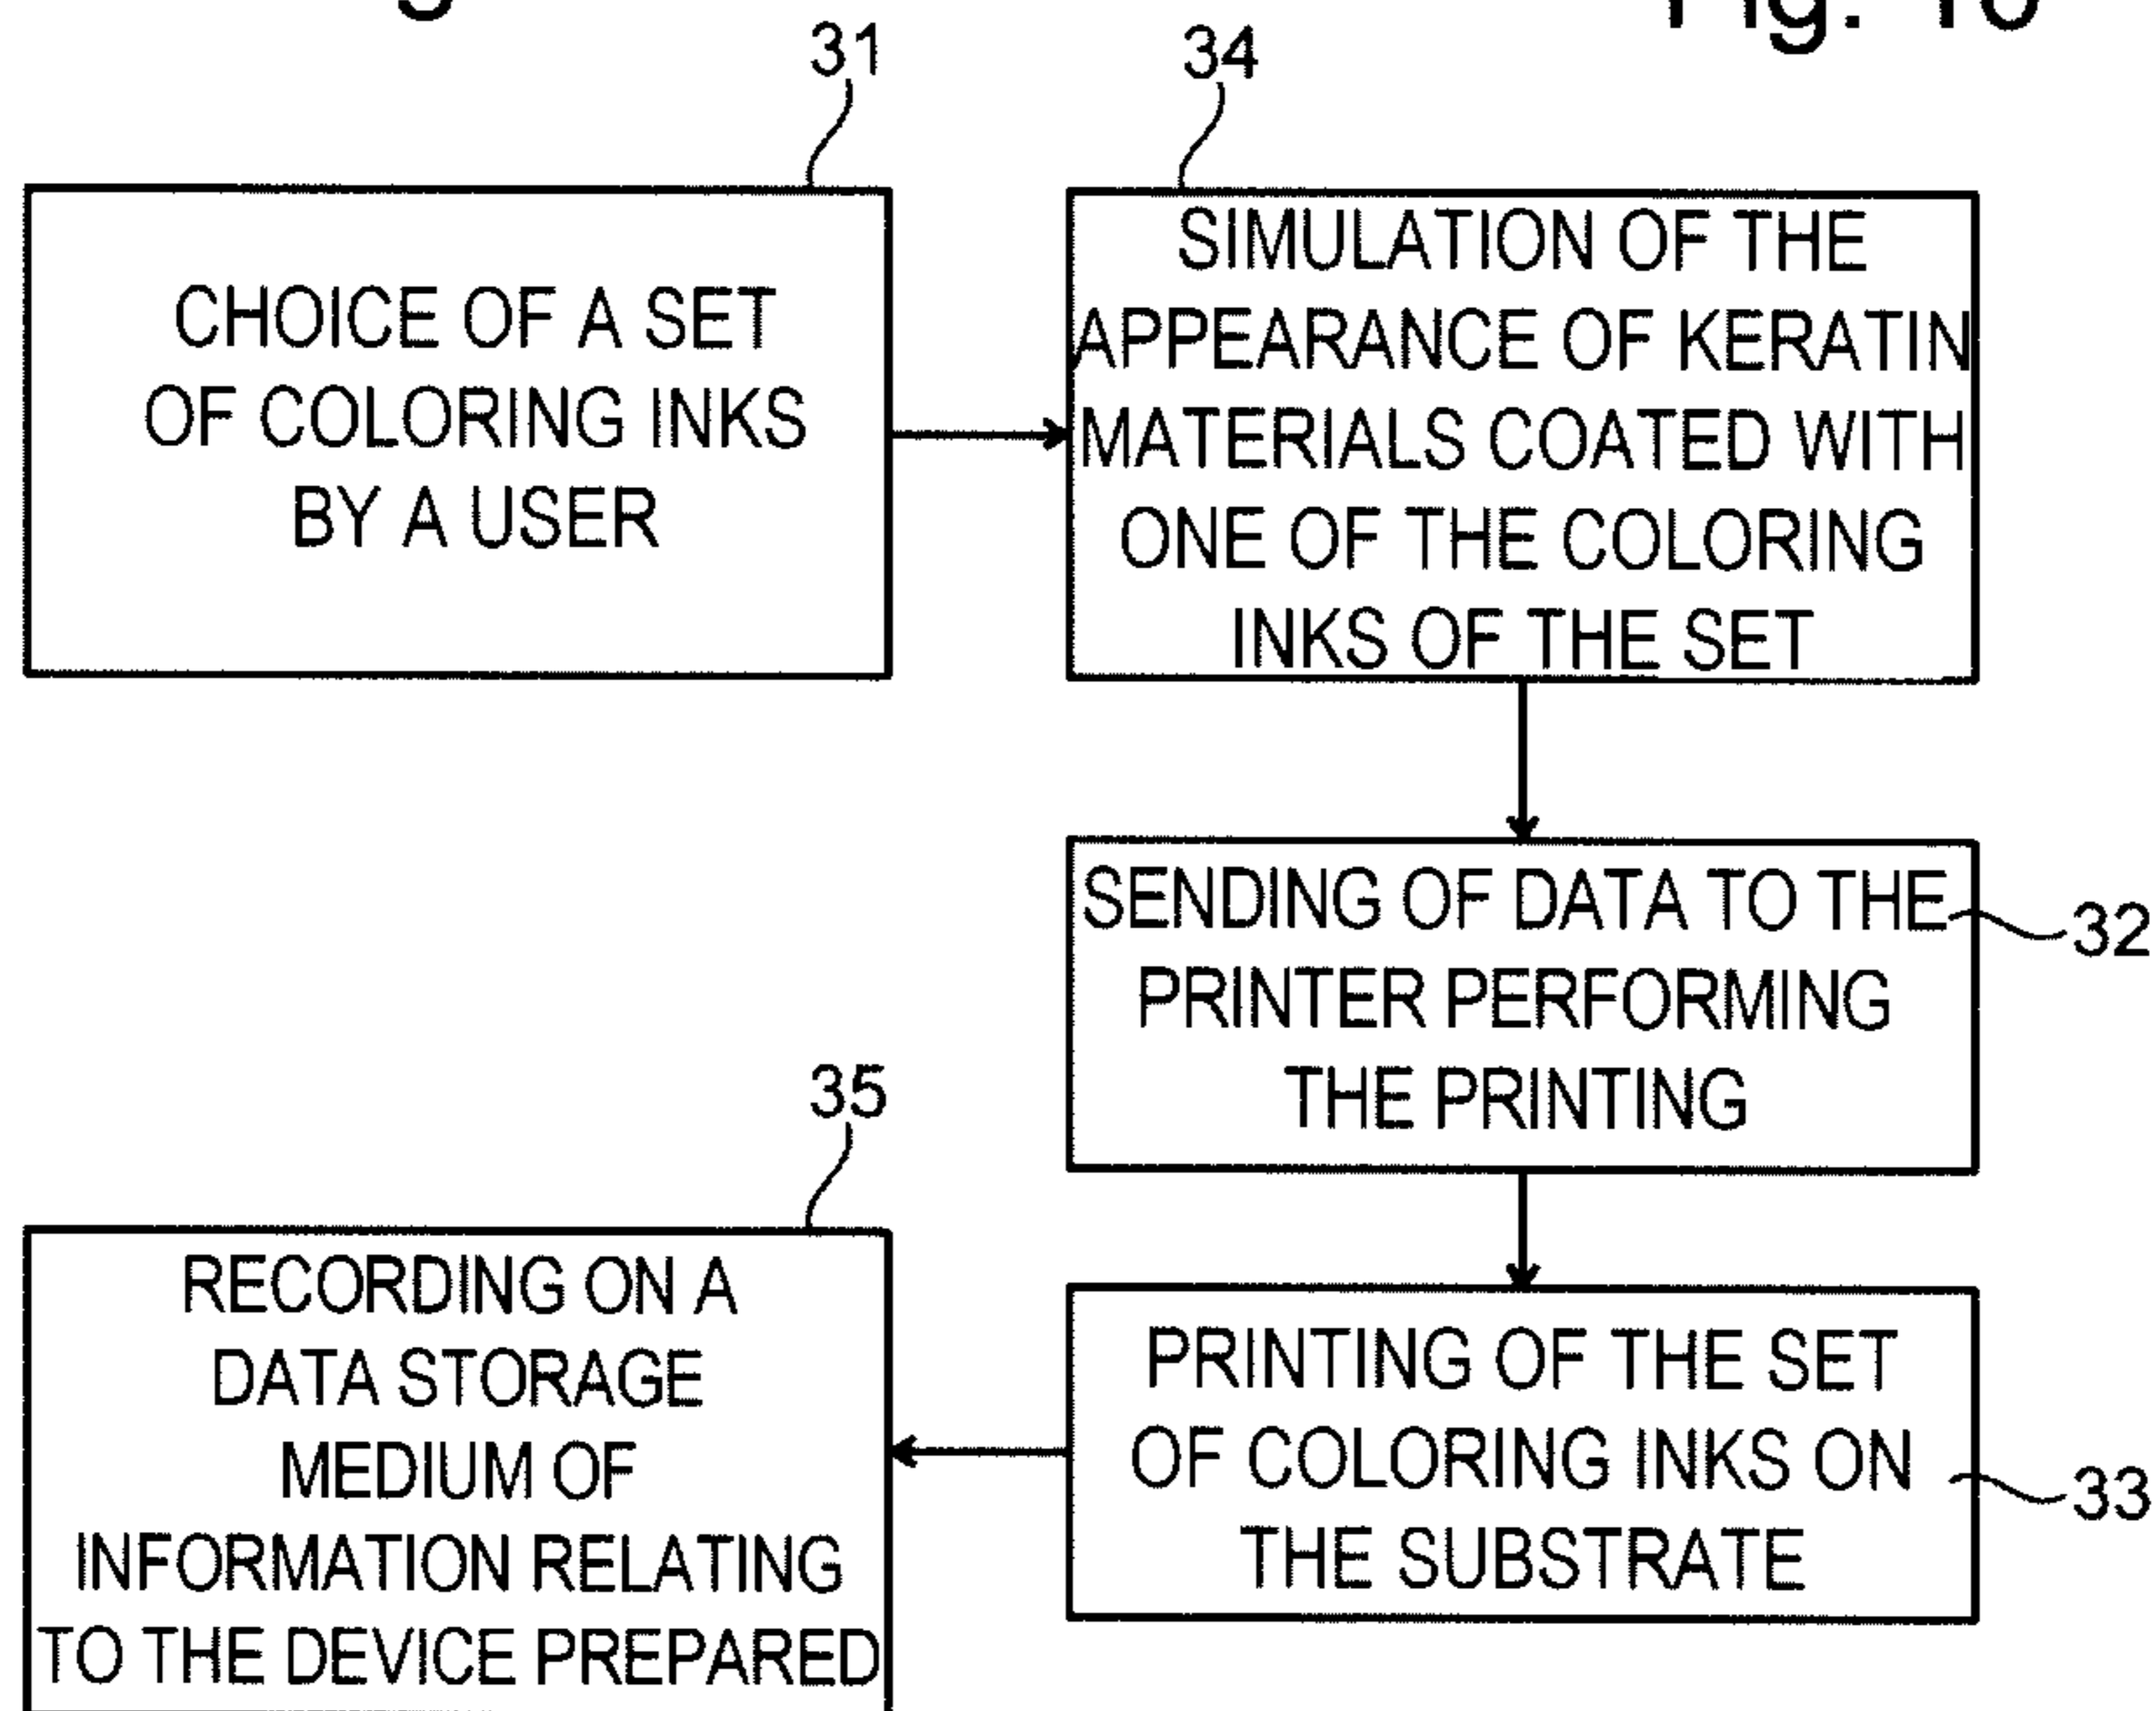 31
CHOICE OF A SET
OF COLORING INKS
BY A USER
34
SIMULATION OF THE
APPEARANCE OF KERATIN
MATERIALS COATED WITH
ONE OF THE COLORING
INKS OF THE SET
SENDING OF DATA TO THE
PRINTER PERFORMING
THE PRINTING
32
PRINTING OF THE SET
OF COLORING INKS ON
THE SUBSTRATE
33
35
RECORDING ON A
DATA STORAGE
MEDIUM OF
INFORMATION RELATING
TO THE DEVICE PREPARED